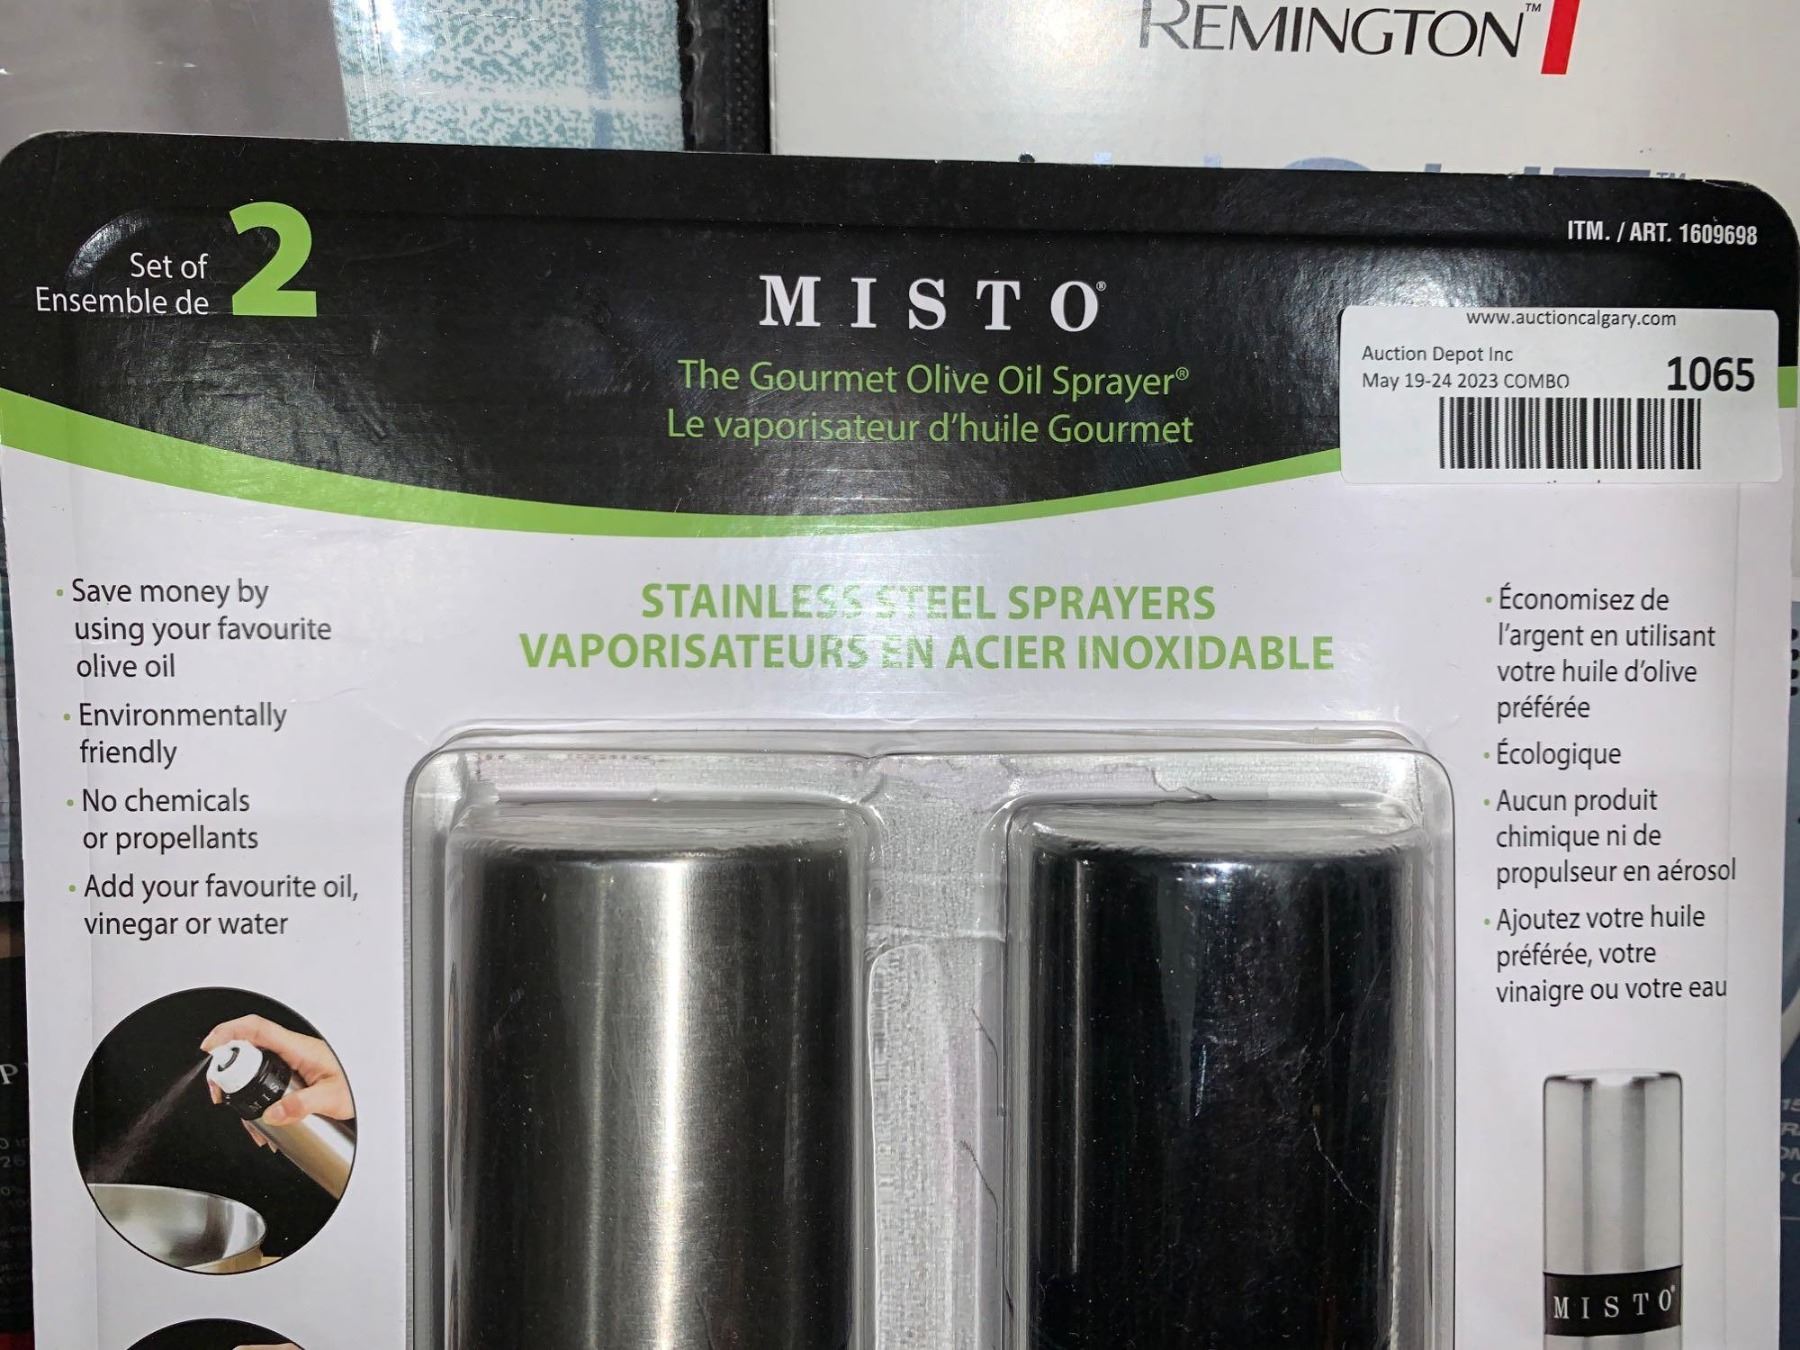 REMINGTON™
ITM. / ART. 1609698
Set of
Ensemble de 2
MISTO®
The Gourmet Olive Oil Sprayer®
Le vaporisateur d'huile Gourmet
www.auctioncalgary.com
Auction Depot Inc
May 19-24 2023 COMBO
1065
STAINLESS STEEL SPRAYERS
VAPORISATEURS EN ACIER INOXIDABLE
• Save money by
using your favourite
olive oil
• Environmentally
friendly
• No chemicals
or propellants
• Add your favourite oil,
vinegar or water
• Économisez de
l'argent en utilisant
votre huile d'olive
préférée
• Écologique
• Aucun produit
chimique ni de
propulseur en aérosol
• Ajoutez votre huile
préférée, votre
vinaigre ou votre eau
MISTO®